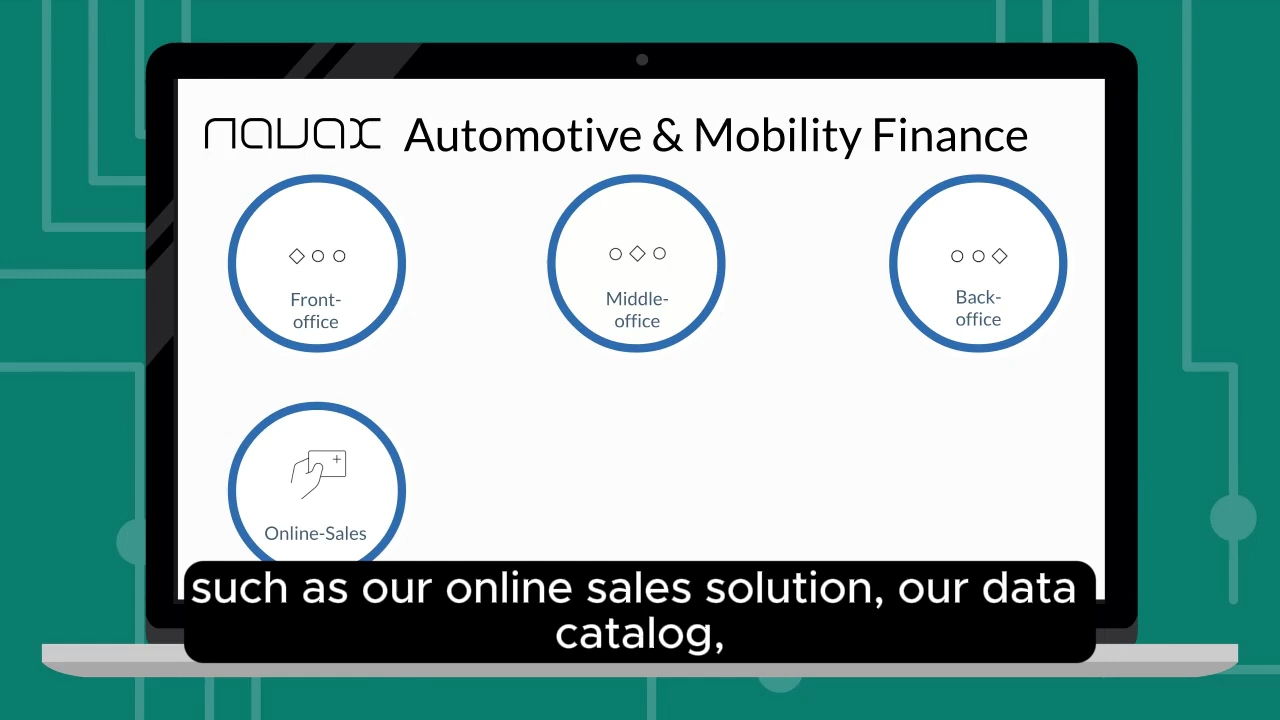 navax Automotive & Mobility Finance
Front-
office
Middle-
office
Back-
office
Online-Sales
such as our online sales solution, our data
catalog,